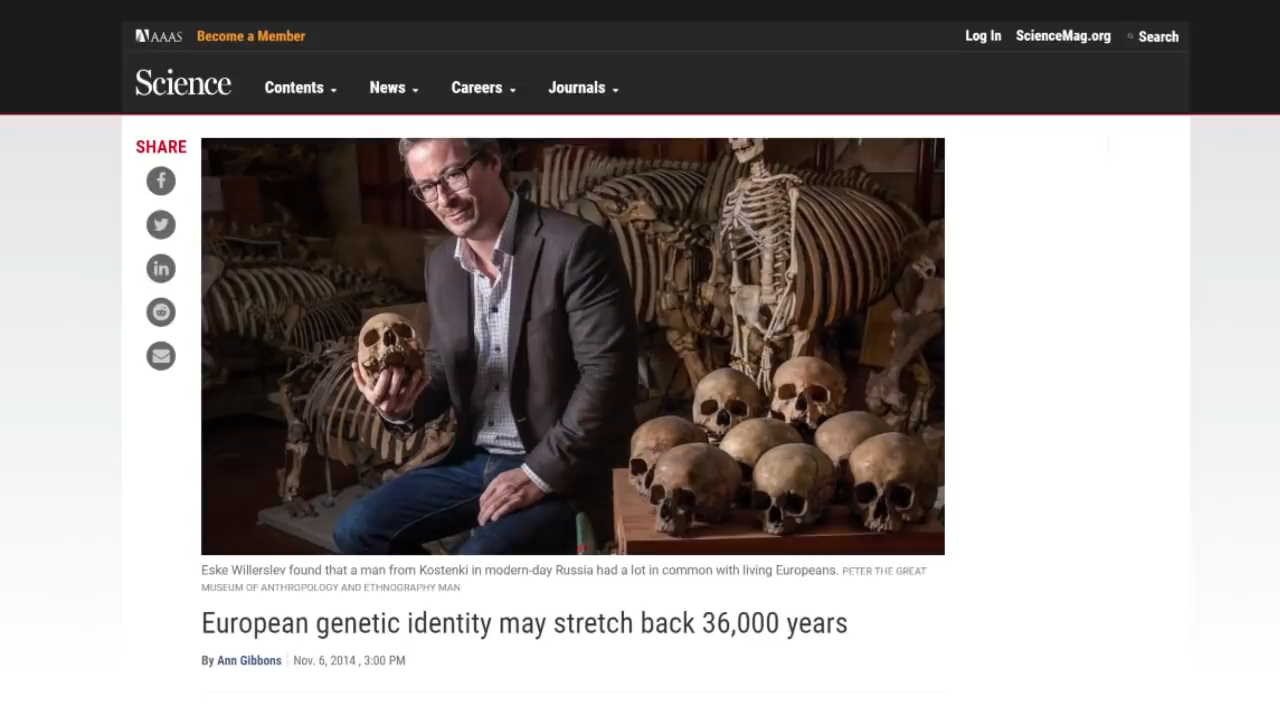 AAAS Become a Member Log In ScienceMag.org Search
Science Contents News Careers Journals
SHARE
Eske Willerslev found that a man from Kostenki in modern-day Russia had a lot in common with living Europeans. PETER THE GREAT
MUSEUM OF ANTHROPOLOGY AND ETHNOGRAPHY MAN
European genetic identity may stretch back 36,000 years
By Ann Gibbons Nov. 6, 2014 , 3:00 PM